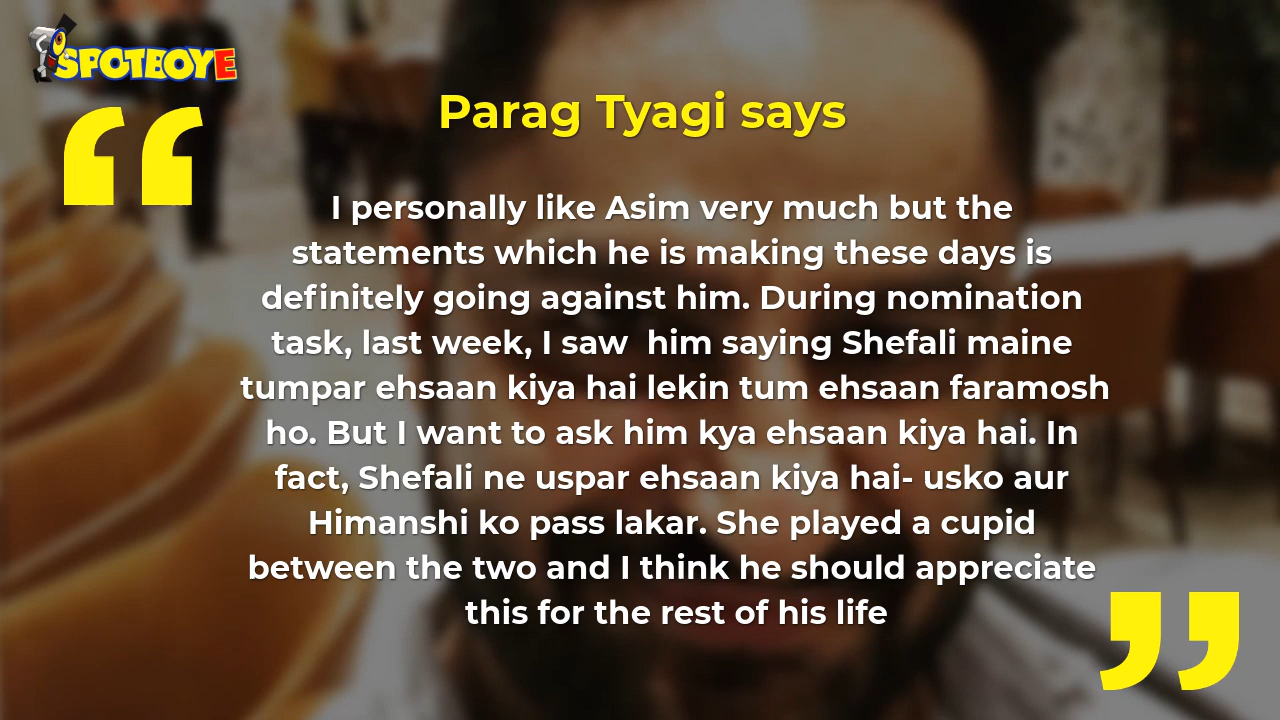 SPOTBOYE
Parag Tyagi says
I personally like Asim very much but the
statements which he is making these days is
definitely going against him. During nomination
task, last week, I saw  him saying Shefali maine
tumpar ehsaan kiya hai lekin tum ehsaan faramosh
ho. But I want to ask him kya ehsaan kiya hai. In
fact, Shefali ne uspar ehsaan kiya hai- usko aur
Himanshi ko pass lakar. She played a cupid
between the two and I think he should appreciate
this for the rest of his life